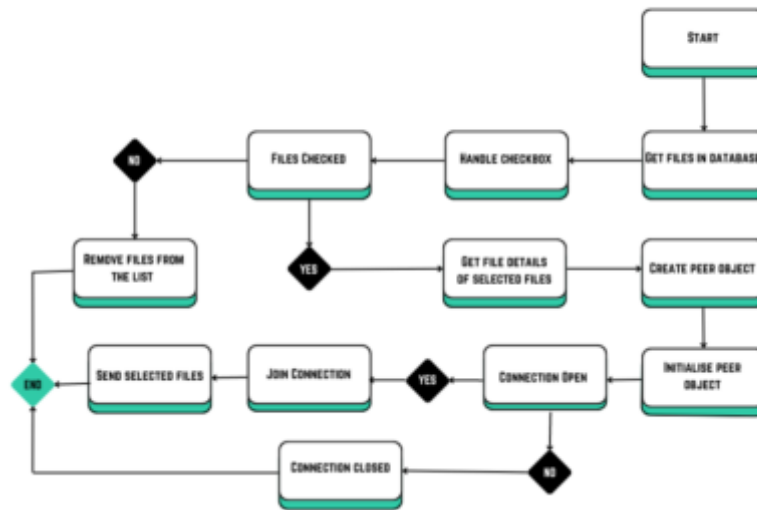 START
NO
FILES CHECKED
HANDLE CHECKBOX
GET FILES IN DATABASE
REMOVE FILES FROM
THE LIST
YES
GET FILE DETAILS
OF SELECTED FILES
CREATE PEER OBJECT
END
SEND SELECTED FILES
JOIN CONNECTION
YES
CONNECTION OPEN
INITIALISE PEER
OBJECT
CONNECTION CLOSED
NO